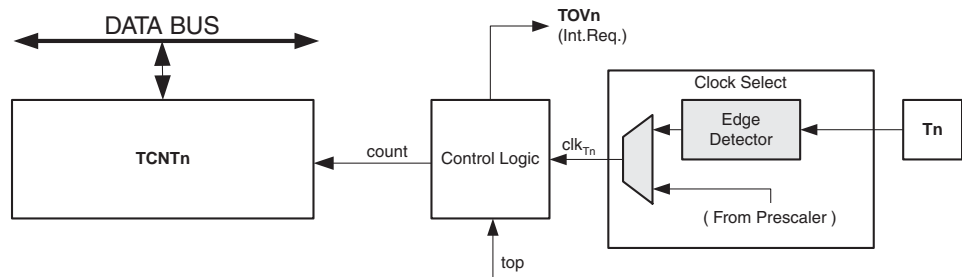 DATA BUS
TOVn
(Int.Req.)
Clock Select
TCNTn
count
Control Logic
clkTn
Edge
Detector
Tn
( From Prescaler )
top